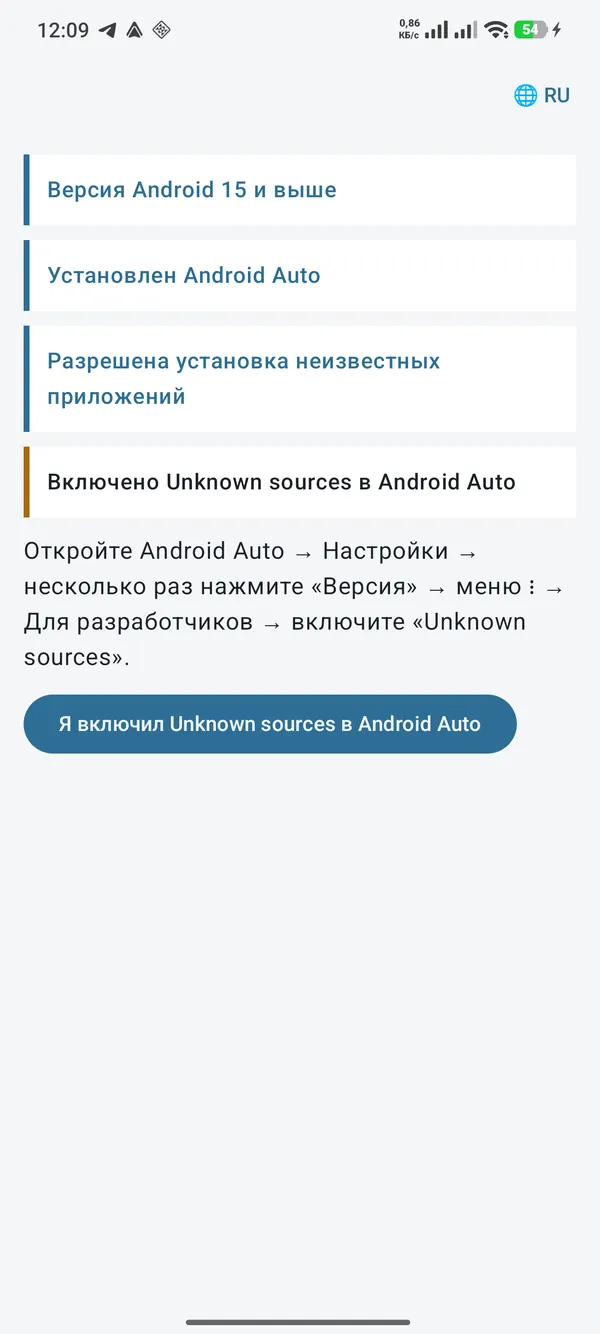 12:09
0,86
КБ/с
54
RU
Версия Android 15 и выше
Установлен Android Auto
Разрешена установка неизвестных
приложений
Включено Unknown sources в Android Auto
Откройте Android Auto → Настройки →
несколько раз нажмите «Версия» → меню ⋮ →
Для разработчиков → включите «Unknown
sources».
Я включил Unknown sources в Android Auto